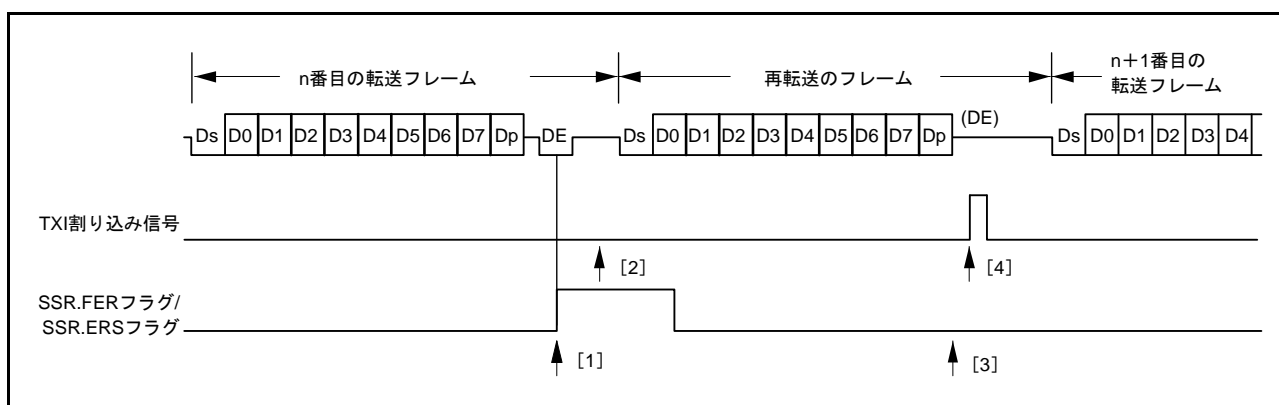 n番目の転送フレーム
再転送のフレーム
n+1番目の
転送フレーム
(DE)
Ds D0 D1 D2 D3 D4 D5 D6 D7 Dp DE Ds D0 D1 D2 D3 D4 D5 D6 D7 Dp Ds D0 D1 D2 D3 D4
TXI割り込み信号
[2]
[4]
SSR.FERフラグ/
SSR.ERSフラグ
[1]
[3]